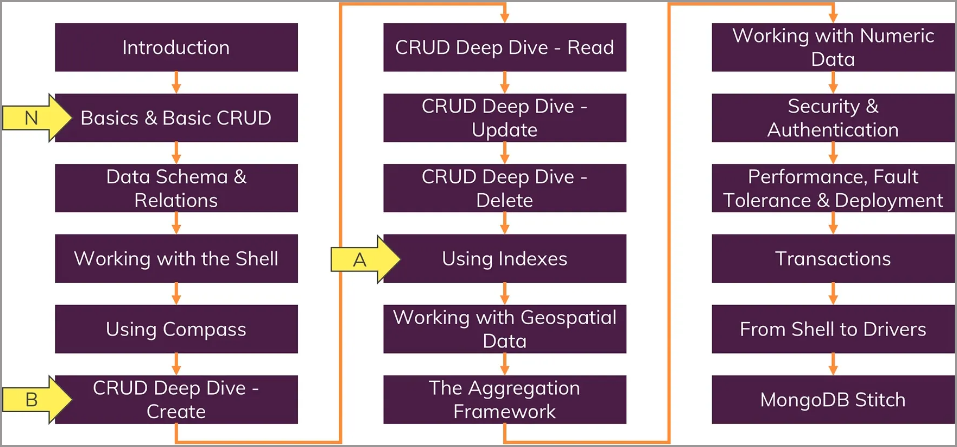 Introduction
N
Basics & Basic CRUD
Data Schema &
Relations
Working with the Shell
Using Compass
B
CRUD Deep Dive -
Create
CRUD Deep Dive - Read
CRUD Deep Dive -
Update
CRUD Deep Dive -
Delete
A
Using Indexes
Working with Geospatial
Data
The Aggregation
Framework
Working with Numeric
Data
Security &
Authentication
Performance, Fault
Tolerance & Deployment
Transactions
From Shell to Drivers
MongoDB Stitch